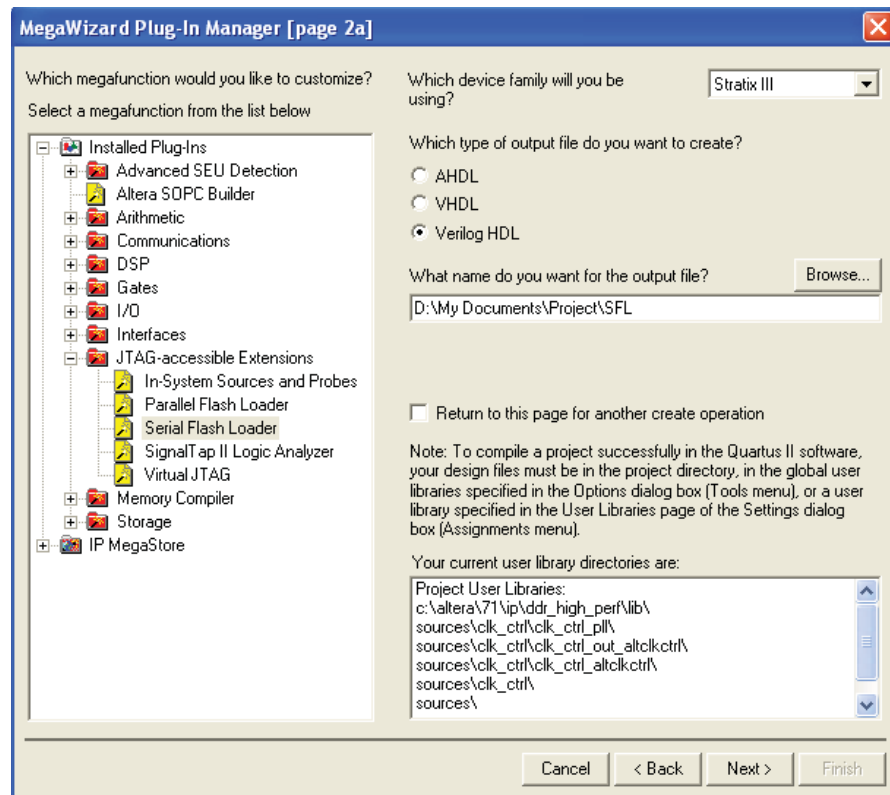 MegaWizard Plug-In Manager [page 2a]
Which megafunction would you like to customize?
Select a megafunction from the list below
Installed Plug-Ins
Advanced SEU Detection
Altera SOPC Builder
Arithmetic
Communications
DSP
Gates
I/O
Interfaces
JTAG-accessible Extensions
In-System Sources and Probes
Parallel Flash Loader
Serial Flash Loader
SignalTap II Logic Analyzer
Virtual JTAG
Memory Compiler
Storage
IP MegaStore
Which device family will you be
using?
Stratix III
Which type of output file do you want to create?
AHDL
VHDL
Verilog HDL
What name do you want for the output file?
Browse...
D:\My Documents\Project\SFL
Return to this page for another create operation
Note: To compile a project successfully in the Quartus II software,
your design files must be in the project directory, in the global user
libraries specified in the Options dialog box (Tools menu), or a user
library specified in the User Libraries page of the Settings dialog
box (Assignments menu).
Your current user library directories are:
Project User Libraries:
c:\altera\71\ip\ddr_high_perf\lib\
sources\clk_ctrl\clk_ctrl_pll\
sources\clk_ctrl\clk_ctrl_out_altclkctrl\
sources\clk_ctrl\clk_ctrl_altclkctrl\
sources\clk_ctrl\
sources\
Cancel
< Back
Next >
Finish